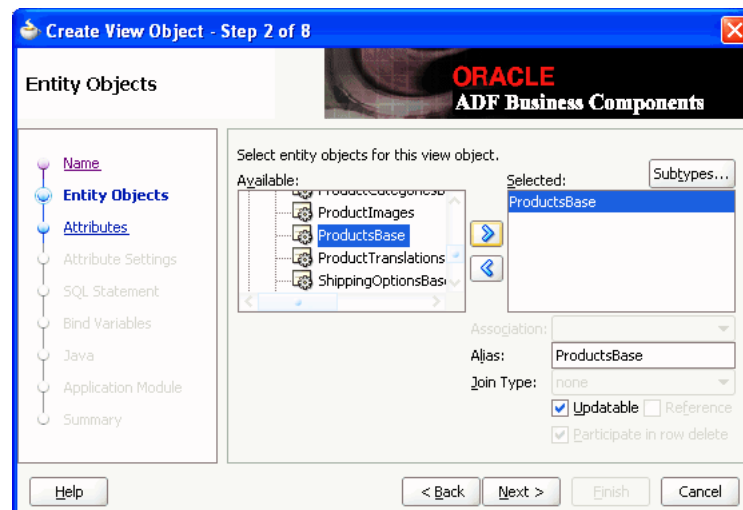 Create View Object - Step 2 of 8
Entity Objects
ORACLE
ADF Business Components
Name
Entity Objects
Attributes
Attribute Settings
SQL Statement
Bind Variables
Java
Application Module
Summary
Select entity objects for this view object.
Available:
ProductImages
ProductsBase
ProductTranslations
ShippingOptionsBas
Selected:
Subtypes...
ProductsBase
Association:
Alias: ProductsBase
Join Type: none
Updatable Reference
Participate in row delete
Help
< Back
Next >
Finish
Cancel